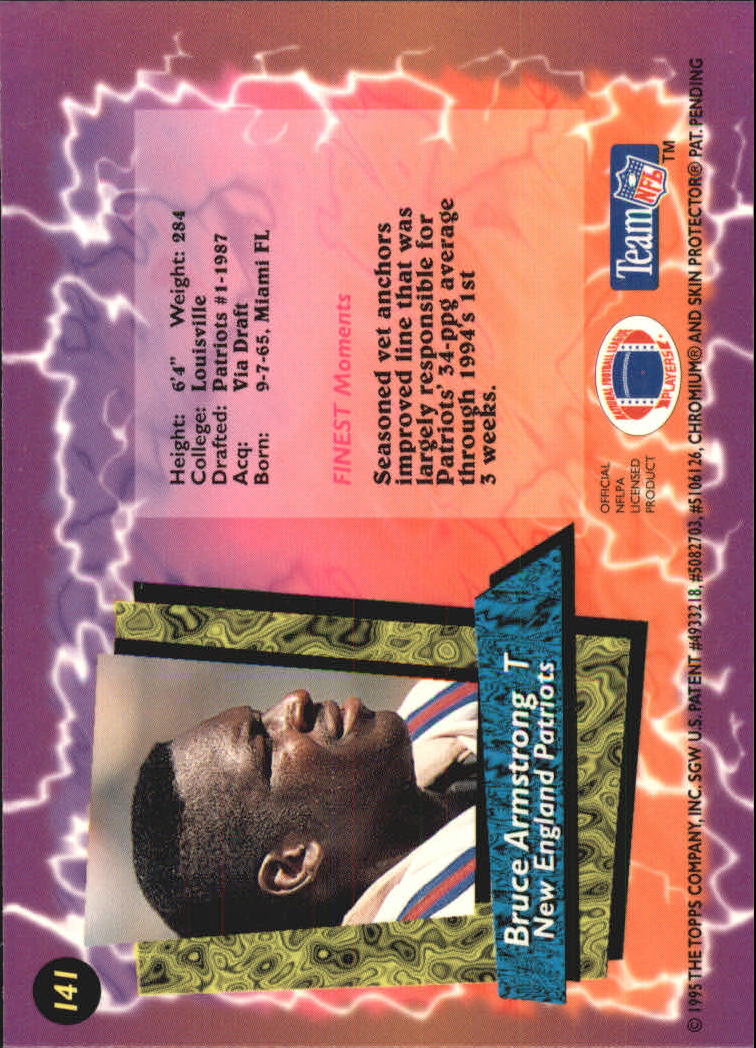 141
Bruce Armstrong T
New England Patriots
Height: 6'4" Weight: 284
College: Louisville
Drafted: Patriots #1-1987
Acq: Via Draft
Born: 9-7-65, Miami FL
FINEST Moments
Seasoned vet anchors
improved line that was
largely responsible for
Patriots' 34-ppg average
through 1994's 1st
3 weeks.
OFFICIAL
NFLPA
LICENSED
PRODUCT
NATIONAL FOOTBALL LEAGUE
PLAYERS
Team NFL TM
© 1995 THE TOPPS COMPANY, INC. SGW U.S. PATENT #4933218, #5082703, #5106126, CHROMIUM® AND SKIN PROTECTOR® PAT. PENDING